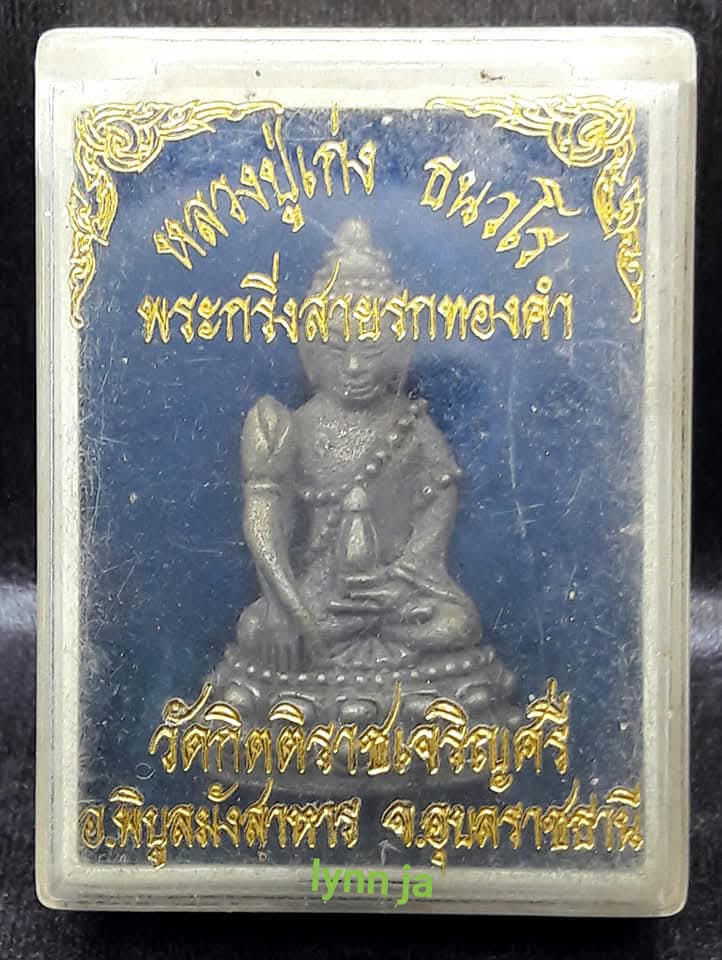 หลวงปู่เก่ง ธนวโร
พระกริ่งสายรกทองคำ
วัดกิตติราชเจริญศรี
อ.พิบูลมังสาหาร จ.อุบลราชธานี
lynn ja